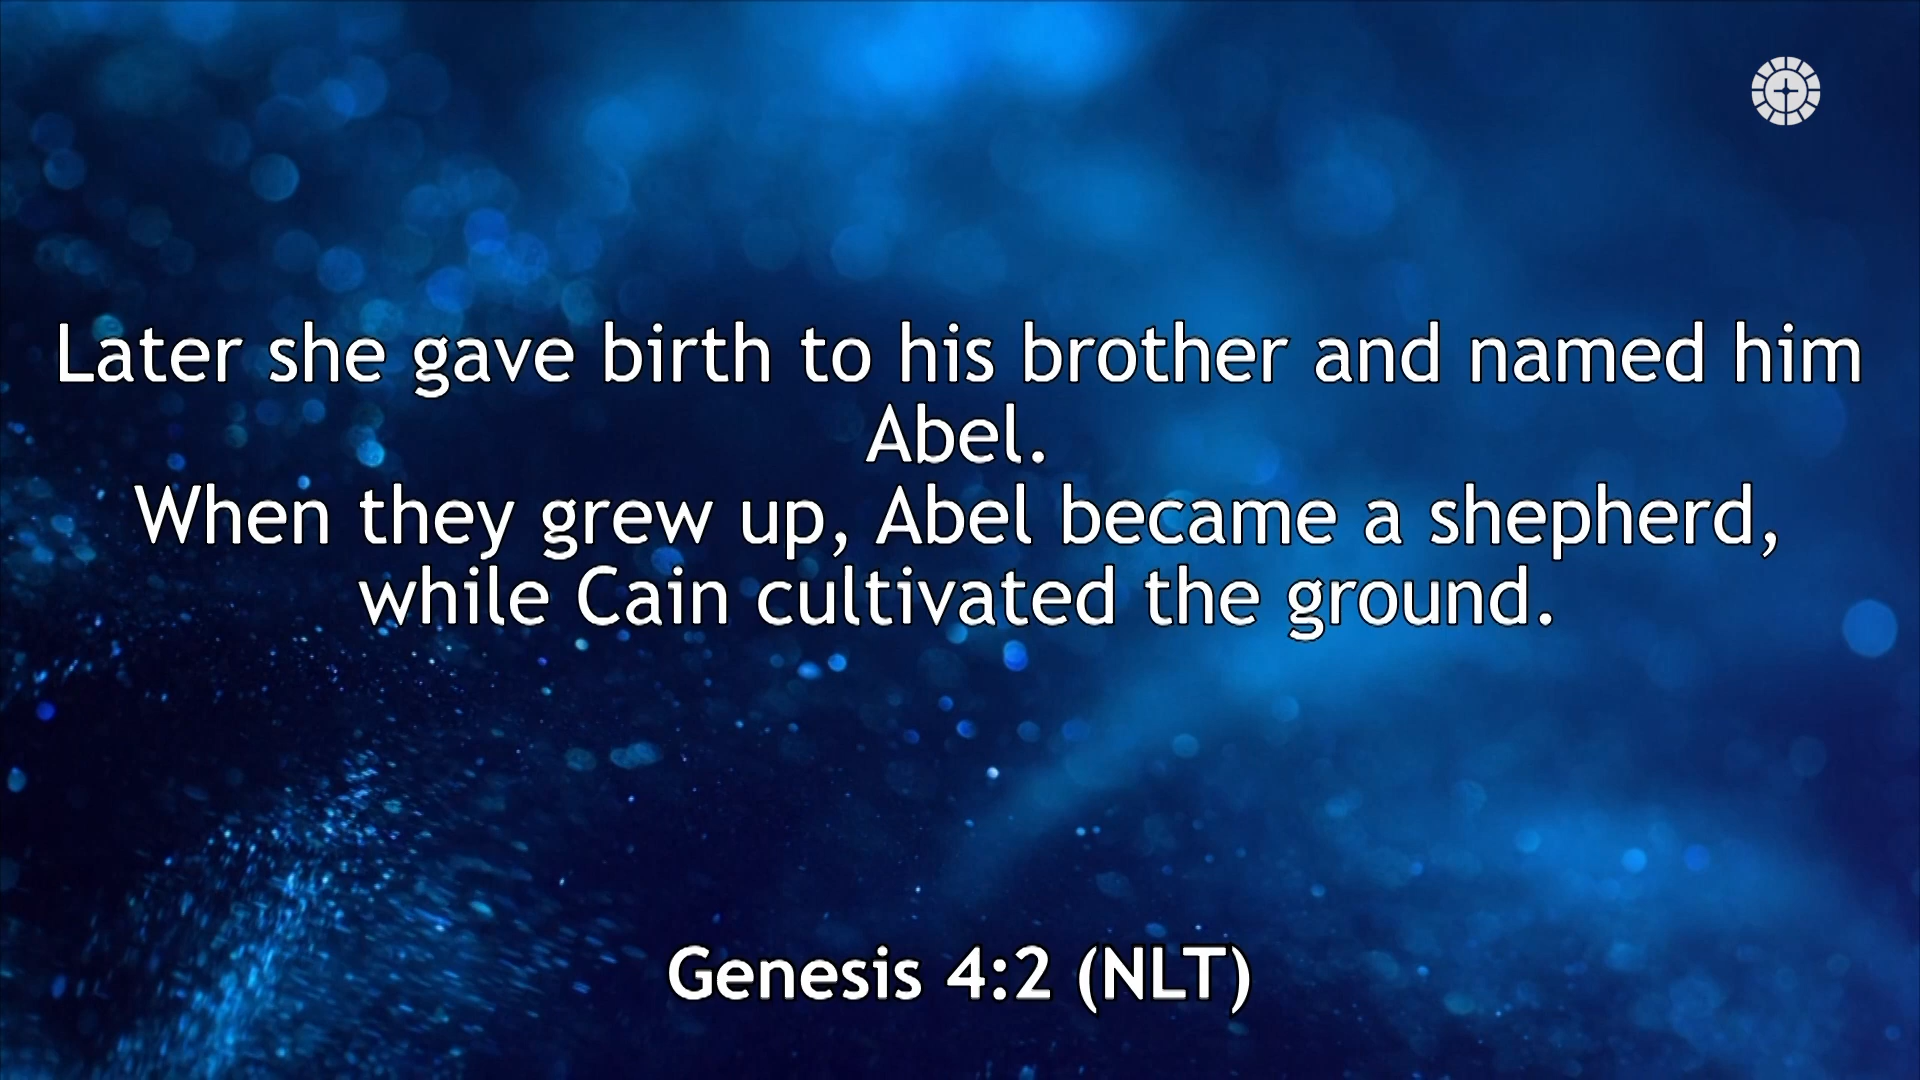 Later she gave birth to his brother and named him
Abel.
When they grew up, Abel became a shepherd,
while Cain cultivated the ground.
Genesis 4:2 (NLT)